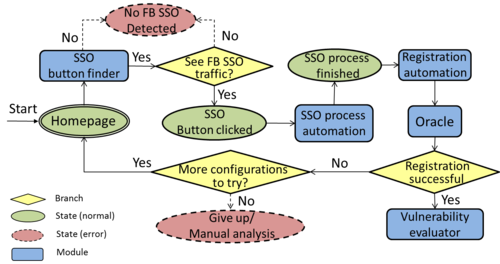 No FB SSO
Detected
No
No
SSO
button finder
Yes
See FB SSO
traffic?
SSO process
finished
Registration
automation
Start
Homepage
Yes
SSO
Button clicked
SSO process
automation
Oracle
Yes
More configurations
to try?
No
Registration
successful
No
Yes
Give up/
Manual analysis
Vulnerability
evaluator
Branch
State (normal)
State (error)
Module